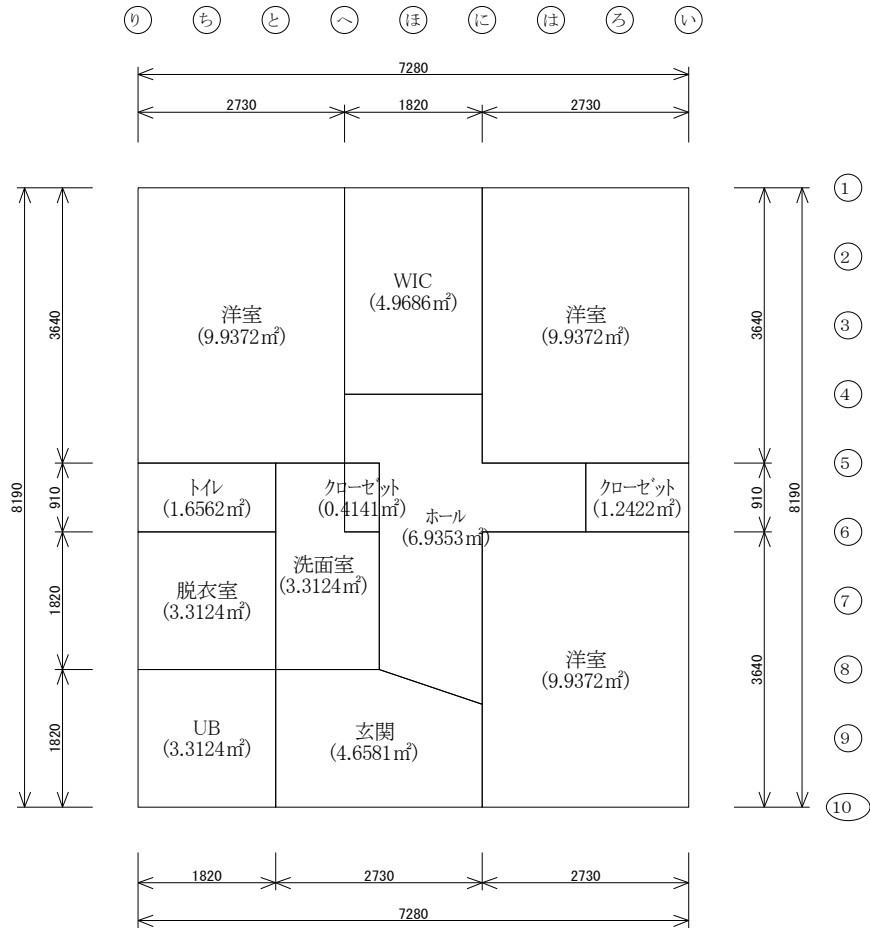 り ち と へ ほ に は ろ い
7280
2730 1820 2730
1
2
3
4
5
6
7
8
9
10
8190
3640
910
1820
1820
洋室
(9.9372㎡)
WIC
(4.9686㎡)
洋室
(9.9372㎡)
トイレ
(1.6562㎡)
クローゼット
(0.4141㎡)
クローゼット
(1.2422㎡)
ホール
(6.9353㎡)
洗面室
(3.3124㎡)
脱衣室
(3.3124㎡)
洋室
(9.9372㎡)
UB
(3.3124㎡)
玄関
(4.6581㎡)
3640
910
3640
8190
1820 2730 2730
7280